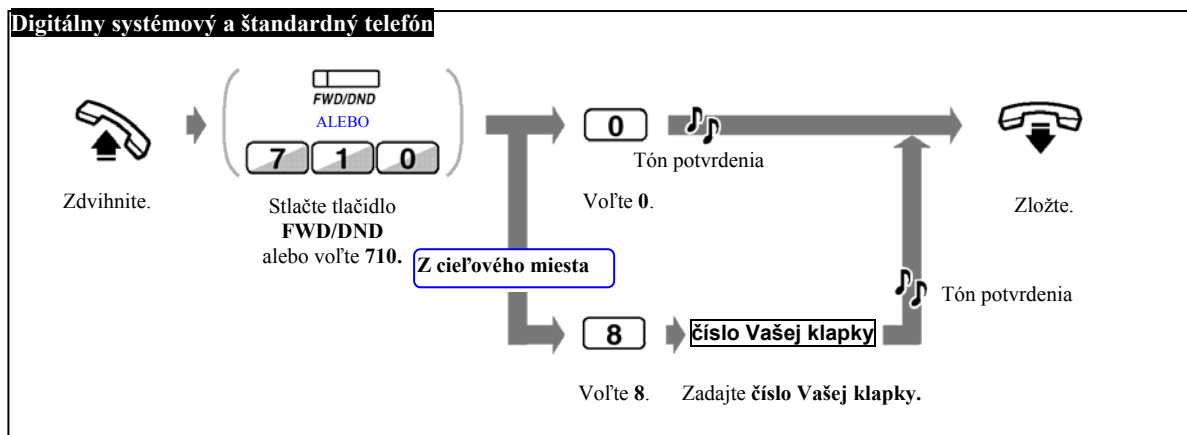 Digitálny systémový a štandardný telefón
FWD/DND
ALEBO
7 1 0
0
Tón potvrdenia
Zdvihnite.
Stlačte tlačidlo
FWD/DND
alebo voľte 710.
Voľte 0.
Zložte.
Z cieľového miesta
Tón potvrdenia
8
číslo Vašej klapky
Voľte 8.
Zadajte číslo Vašej klapky.